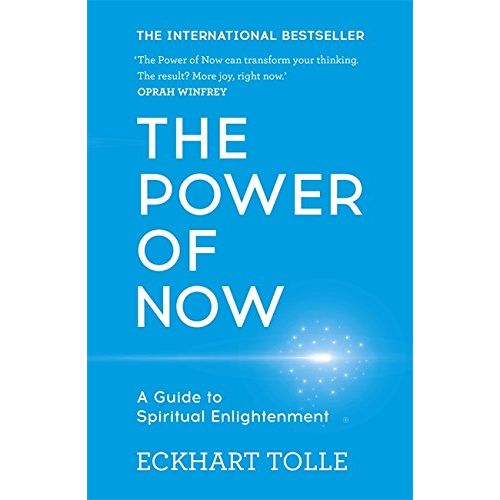 THE INTERNATIONAL BESTSELLER
‘The Power of Now can transform your thinking.
The result? More joy, right now.’
OPRAH WINFREY
THE
POWER
OF
NOW
A Guide to
Spiritual Enlightenment
ECKHART TOLLE